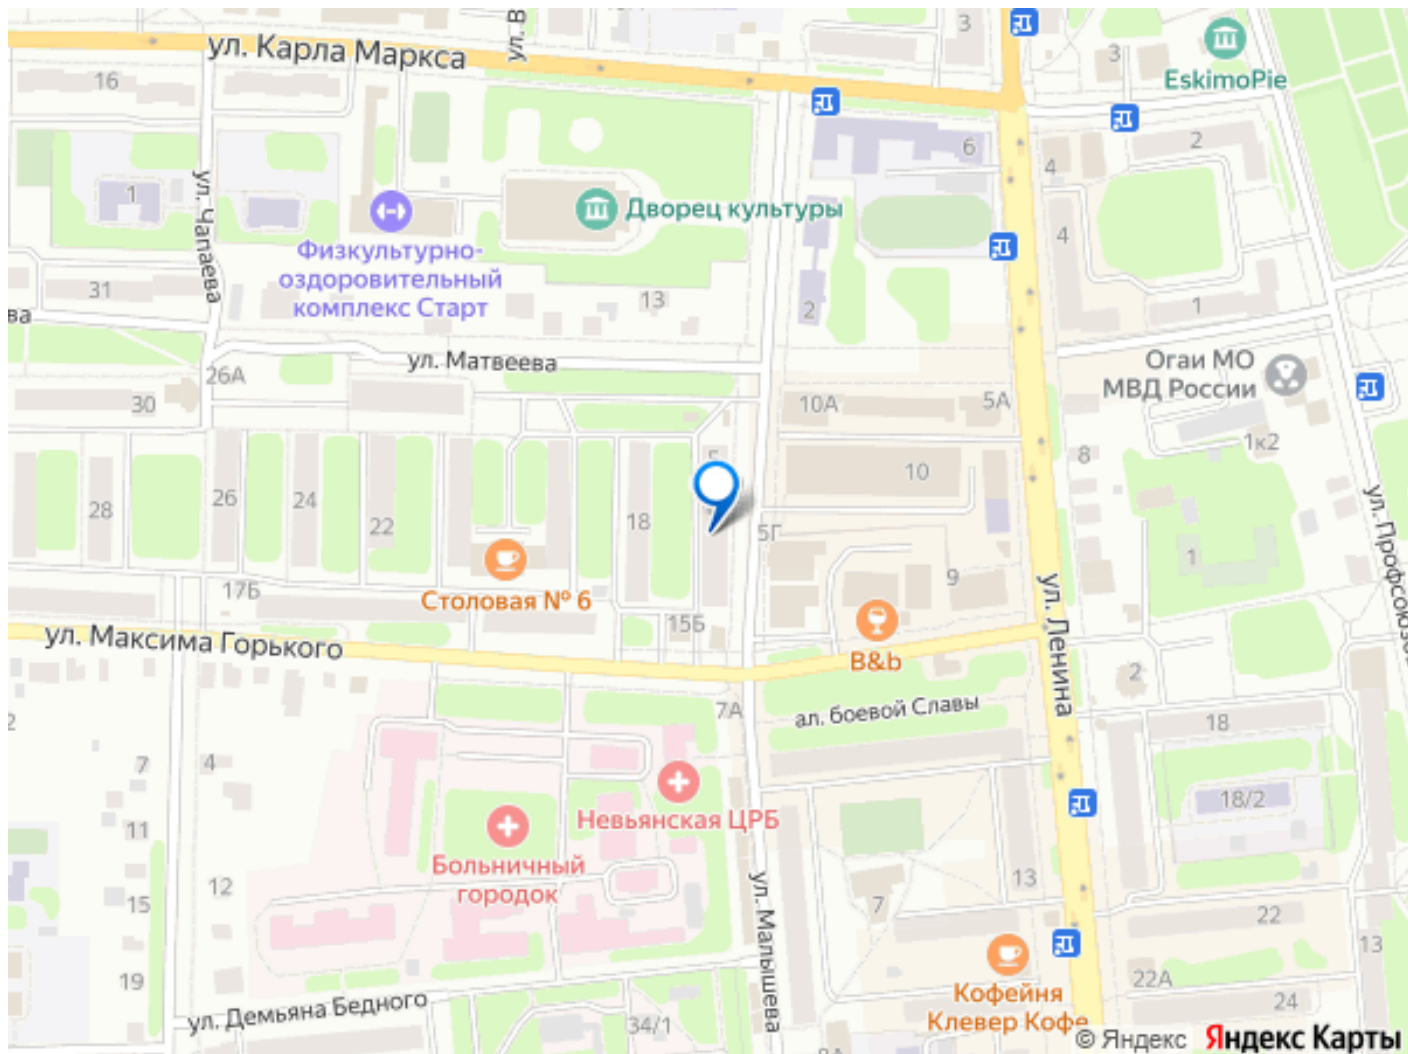 3
3
EskimoPie
ул. Карла Маркса
16
6
2
4
1
ул. Чапаева
Дворец культуры
4
Физкультурно-
оздоровительный
комплекс Старт
31
13
2
1
ва
ул. Матвеева
26А
Огаи МО
МВД России
30
10А
5А
1к2
8
28
26
24
22
18
10
5Г
ул. Профсоюзов
1
17Б
Столовая № 6
9
15Б
ул. Максима Горького
B&b
ул. Ленина
2
7А
ал. боевой Славы
18
2
7
4
18/2
11
Невьянская ЦРБ
Больничный
городок
12
15
7
13
22
13
ул. Малышева
19
22А
24
Кофейня
Клевер Кофе
ул. Демьяна Бедного
34/1
© Яндекс Яндекс Карты